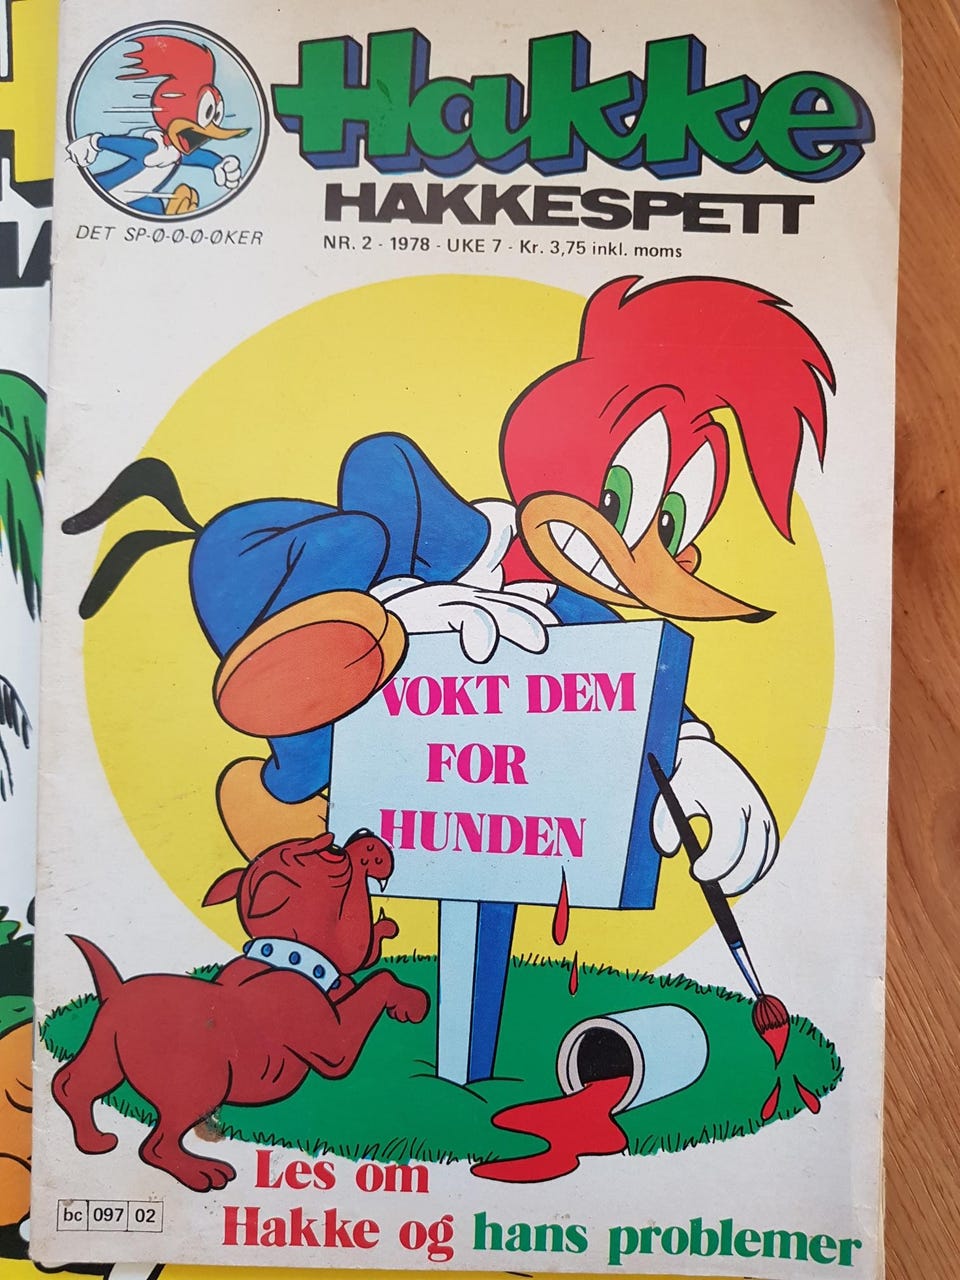 Hakke
HAKKESPETT
DET SP-Ø-Ø-Ø-ØKER
NR. 2 - 1978 - UKE 7 - Kr. 3,75 inkl. moms
VOKT DEM
FOR
HUNDEN
Les om
Hakke og hans problemer
bc 097 02